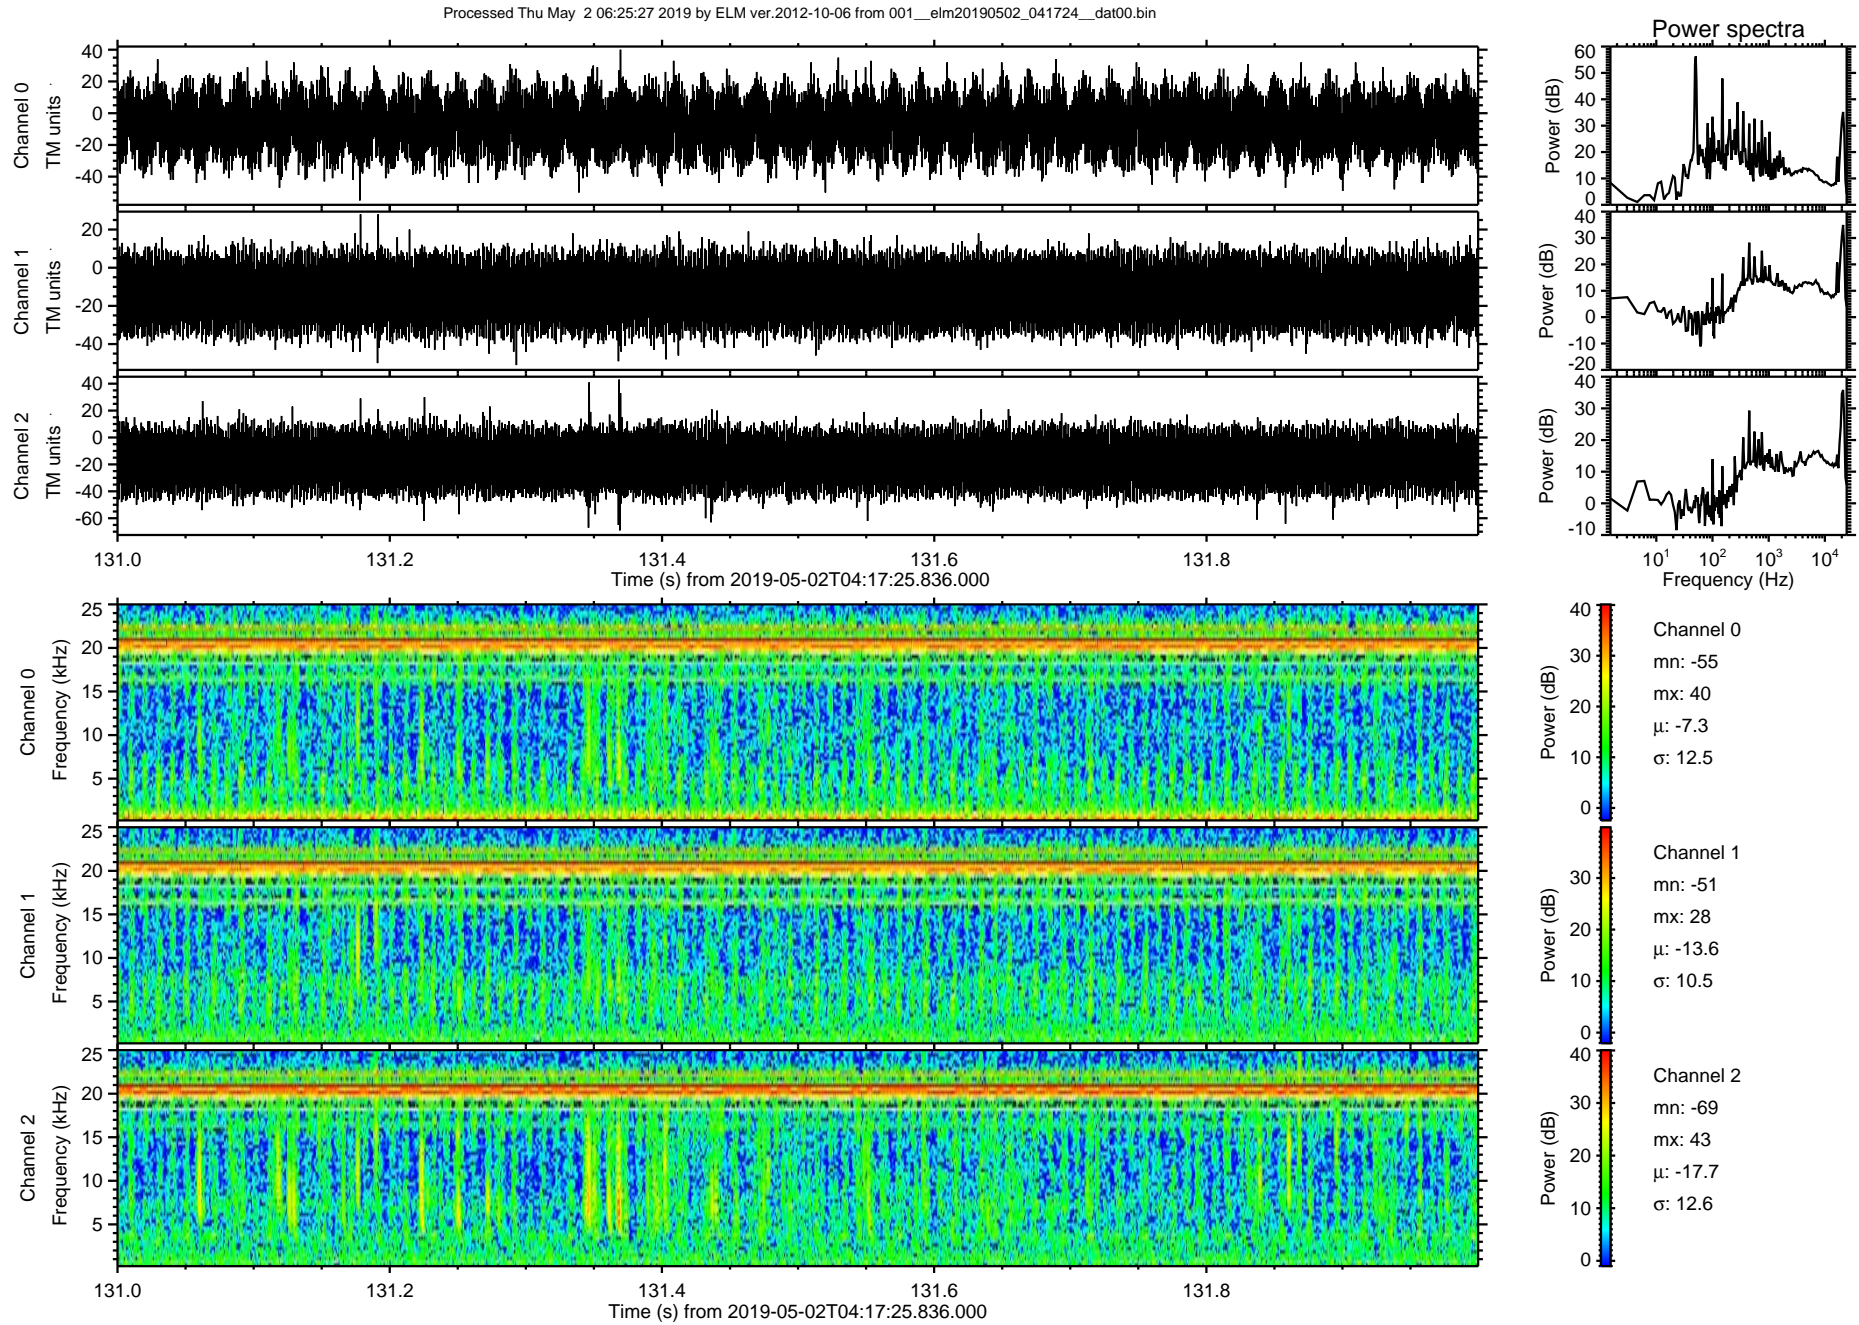 Processed Thu May  2 06:25:27 2019 by ELM ver.2012-10-06 from 001__elm20190502_041724__dat00.bin
Power spectra
Channel 0
TM units
40
20
0
-20
-40
Power (dB)
60
50
40
30
20
10
0
Channel 1
TM units
20
0
-20
-40
Power (dB)
40
30
20
10
0
-10
-20
Channel 2
TM units
40
20
0
-20
-40
-60
Power (dB)
40
30
20
10
0
-10
131.0 131.2 131.4 131.6 131.8
Time (s) from 2019-05-02T04:17:25.836.000
10^1 10^2 10^3 10^4
Frequency (Hz)
Channel 0
Frequency (kHz)
25
20
15
10
5
Power (dB)
40
30
20
10
0
Channel 0
mn: -55
mx: 40
μ: -7.3
σ: 12.5
Channel 1
Frequency (kHz)
25
20
15
10
5
Power (dB)
30
20
10
0
Channel 1
mn: -51
mx: 28
μ: -13.6
σ: 10.5
Channel 2
Frequency (kHz)
25
20
15
10
5
Power (dB)
40
30
20
10
0
Channel 2
mn: -69
mx: 43
μ: -17.7
σ: 12.6
131.0 131.2 131.4 131.6 131.8
Time (s) from 2019-05-02T04:17:25.836.000